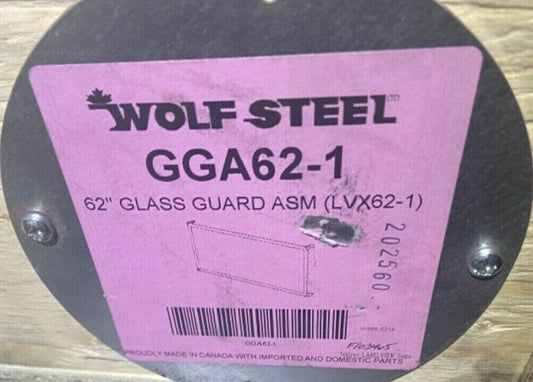 WOLF STEEL LTD
GGA62-1
62" GLASS GUARD ASM (LVX62-1)
202560
GGA62-1
PROUDLY MADE IN CANADA WITH IMPORTED AND DOMESTIC PARTS